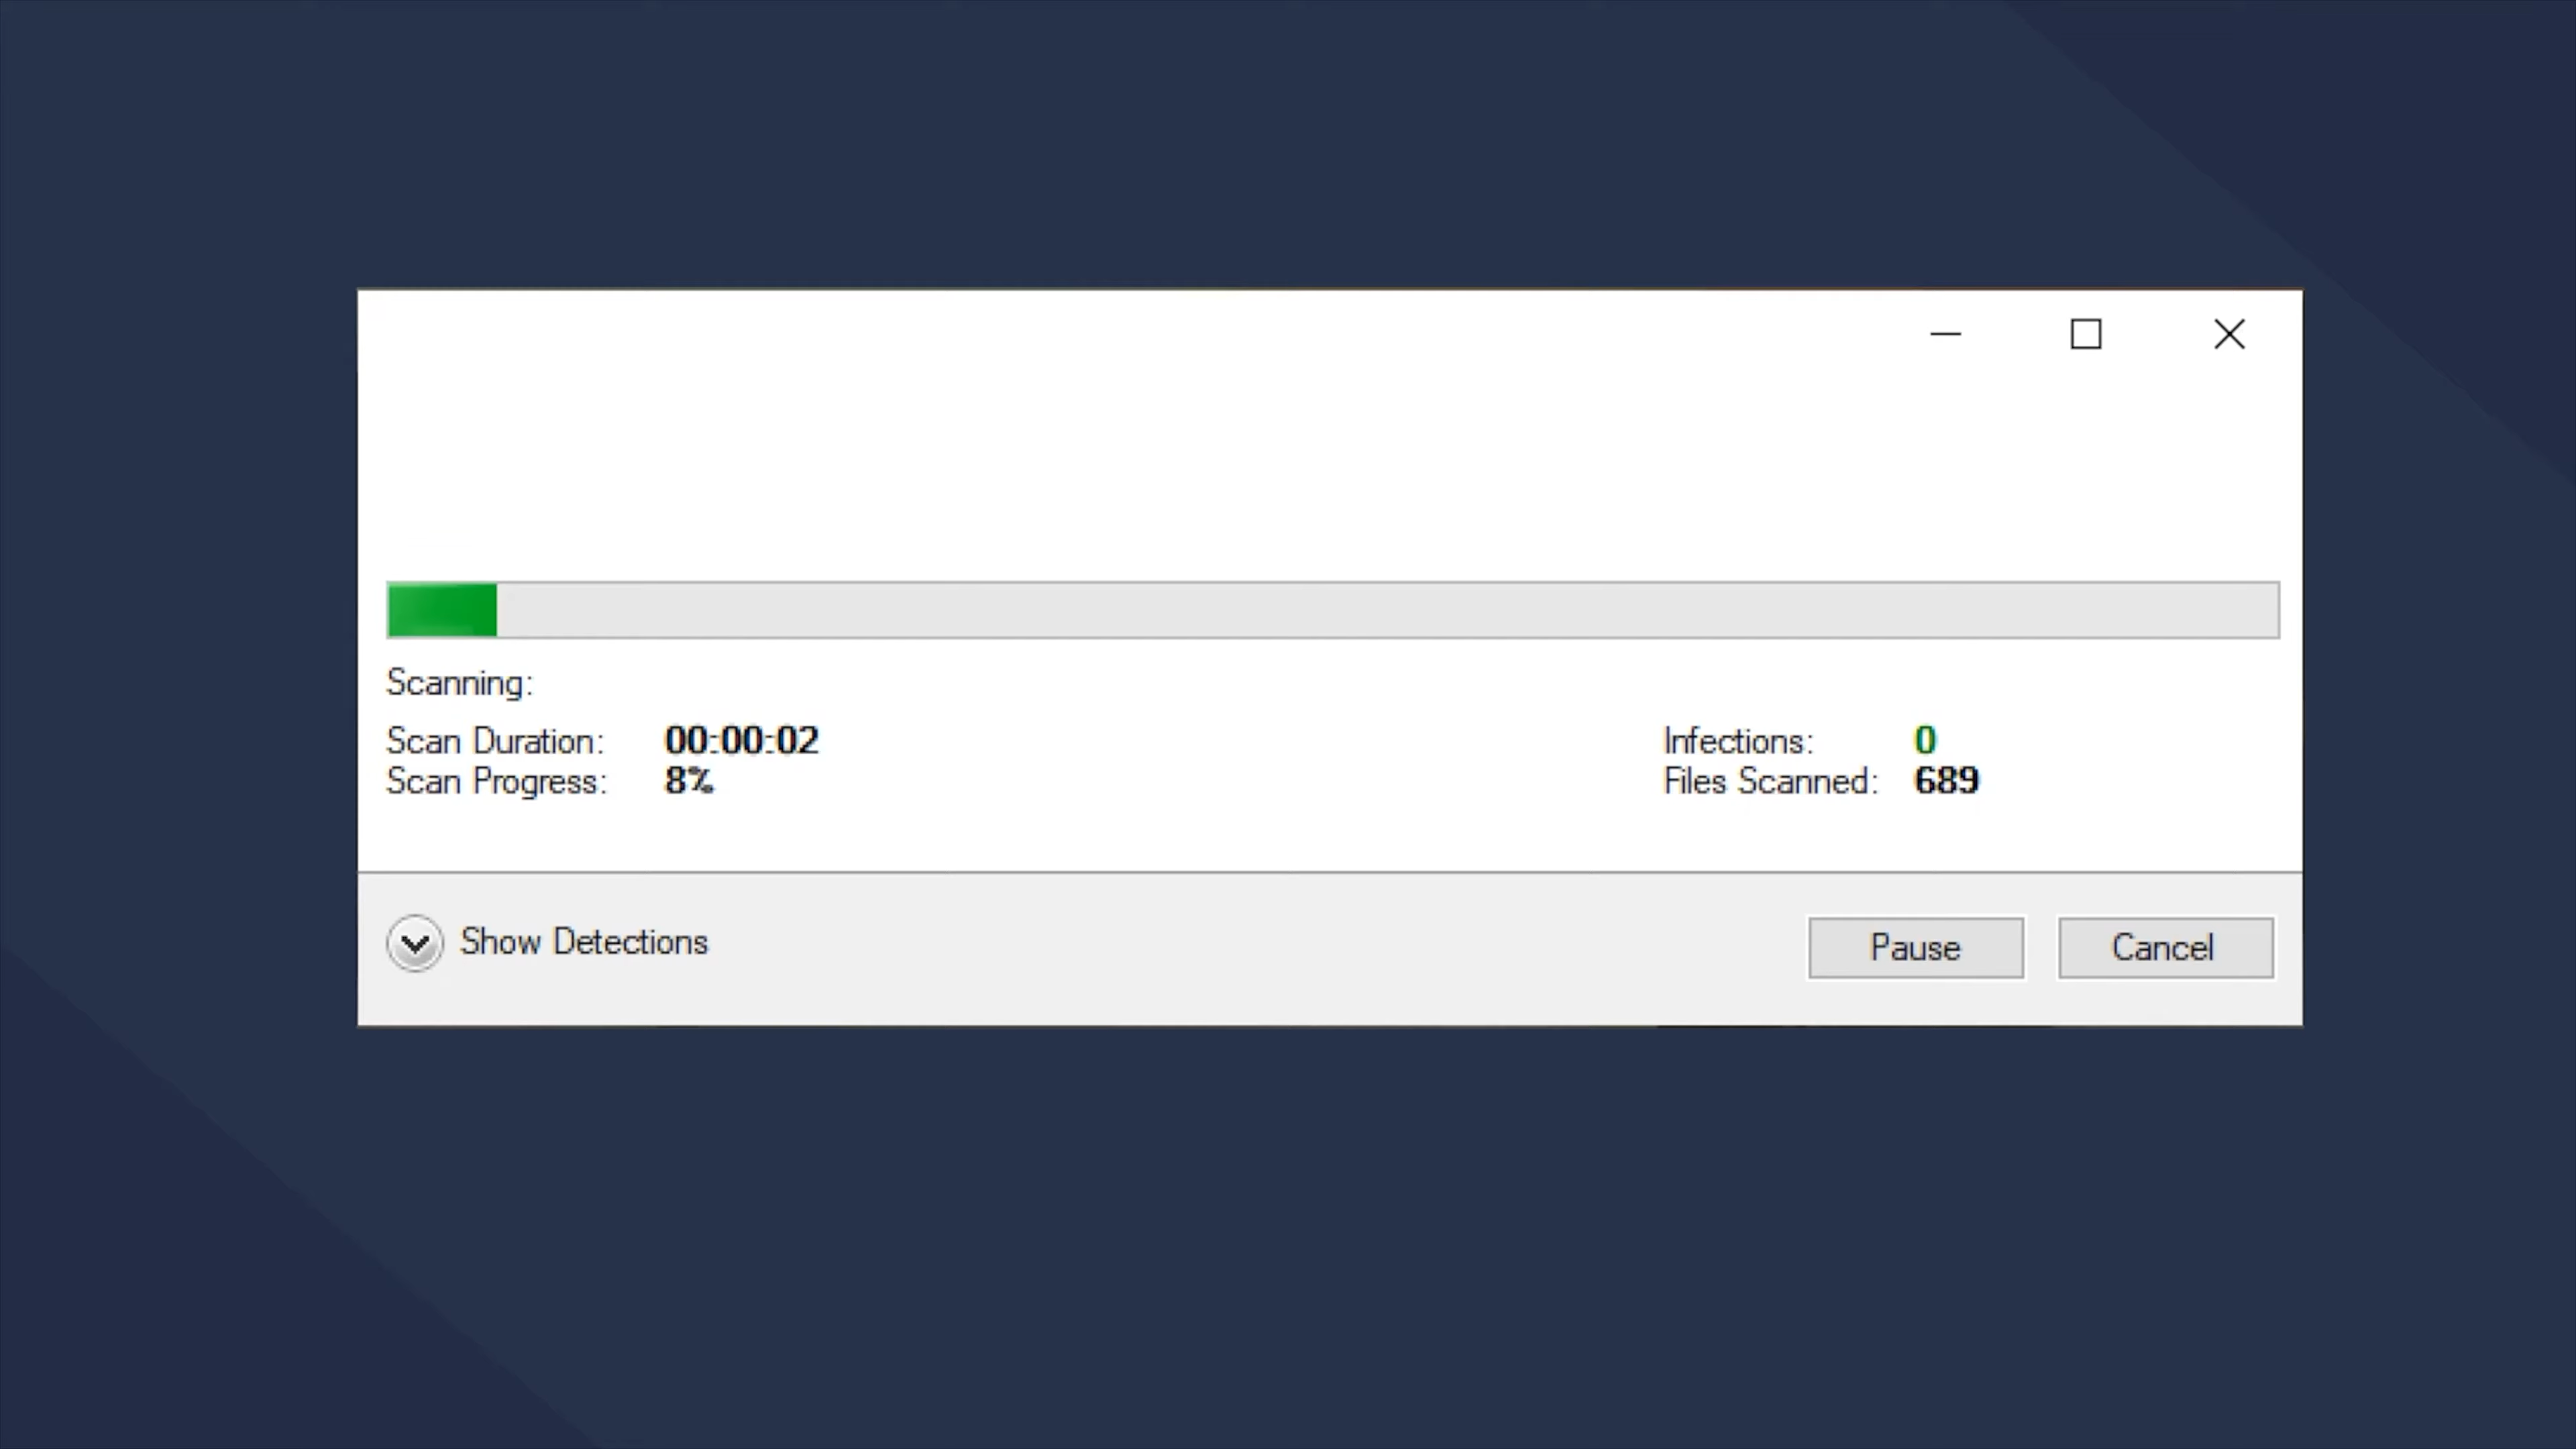 Scanning:
Scan Duration: 00:00:02
Scan Progress: 8%
Infections: 0
Files Scanned: 689
Show Detections
Pause
Cancel